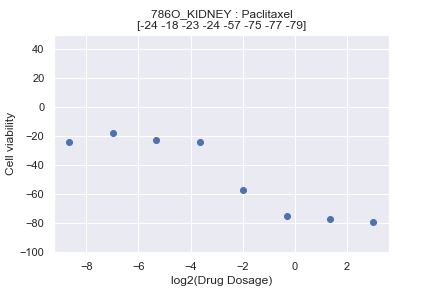 786O_KIDNEY : Paclitaxel
[-24 -18 -23 -24 -57 -75 -77 -79]
40
20
0
−20
−40
−60
−80
−100
Cell viability
−8 −6 −4 −2 0 2
log2(Drug Dosage)